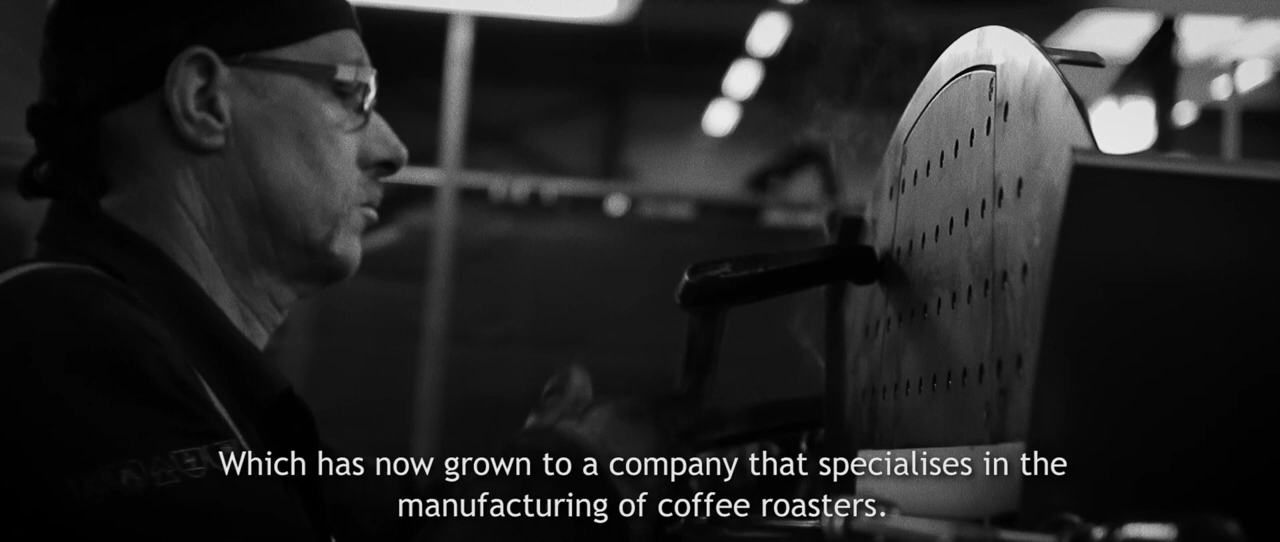 Which has now grown to a company that specialises in the
manufacturing of coffee roasters.